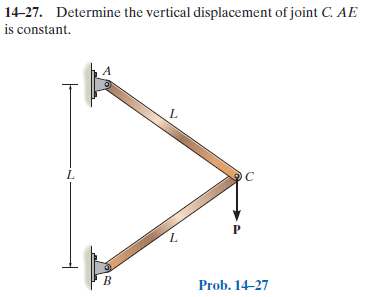 14–27. Determine the vertical displacement of joint C. AE
is constant.
A
L
L
C
P
L
B
Prob. 14–27